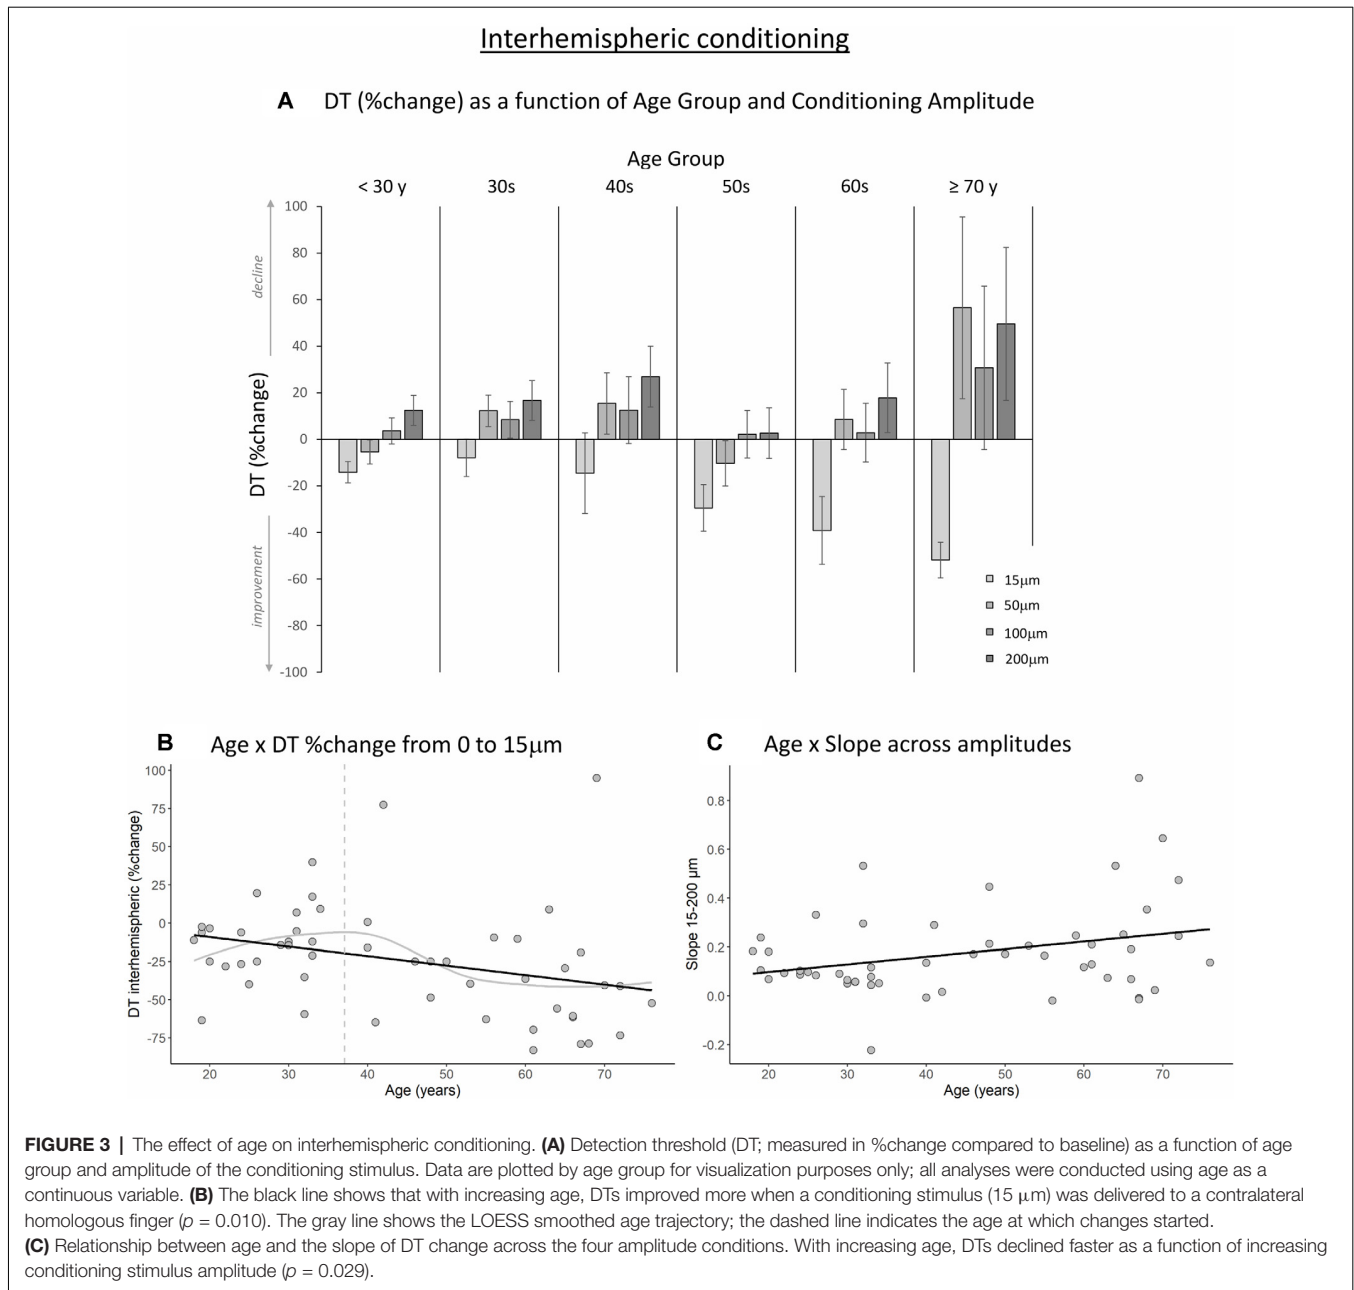 Interhemispheric conditioning
A DT (%change) as a function of Age Group and Conditioning Amplitude
Age Group
< 30 y 30s 40s 50s 60s ≥ 70 y
100
80
60
40
20
0
-20
-40
-60
-80
-100
decline
DT (%change)
improvement
15µm
50µm
100µm
200µm
B Age x DT %change from 0 to 15µm
DT interhemispheric (%change)
100
75
50
25
0
-25
-50
-75
20 30 40 50 60 70
Age (years)
C Age x Slope across amplitudes
Slope 15-200 µm
0.8
0.6
0.4
0.2
0.0
-0.2
20 30 40 50 60 70
Age (years)
FIGURE 3 | The effect of age on interhemispheric conditioning. (A) Detection threshold (DT; measured in %change compared to baseline) as a function of age
group and amplitude of the conditioning stimulus. Data are plotted by age group for visualization purposes only; all analyses were conducted using age as a
continuous variable. (B) The black line shows that with increasing age, DTs improved more when a conditioning stimulus (15 µm) was delivered to a contralateral
homologous finger (p = 0.010). The gray line shows the LOESS smoothed age trajectory; the dashed line indicates the age at which changes started.
(C) Relationship between age and the slope of DT change across the four amplitude conditions. With increasing age, DTs declined faster as a function of increasing
conditioning stimulus amplitude (p = 0.029).